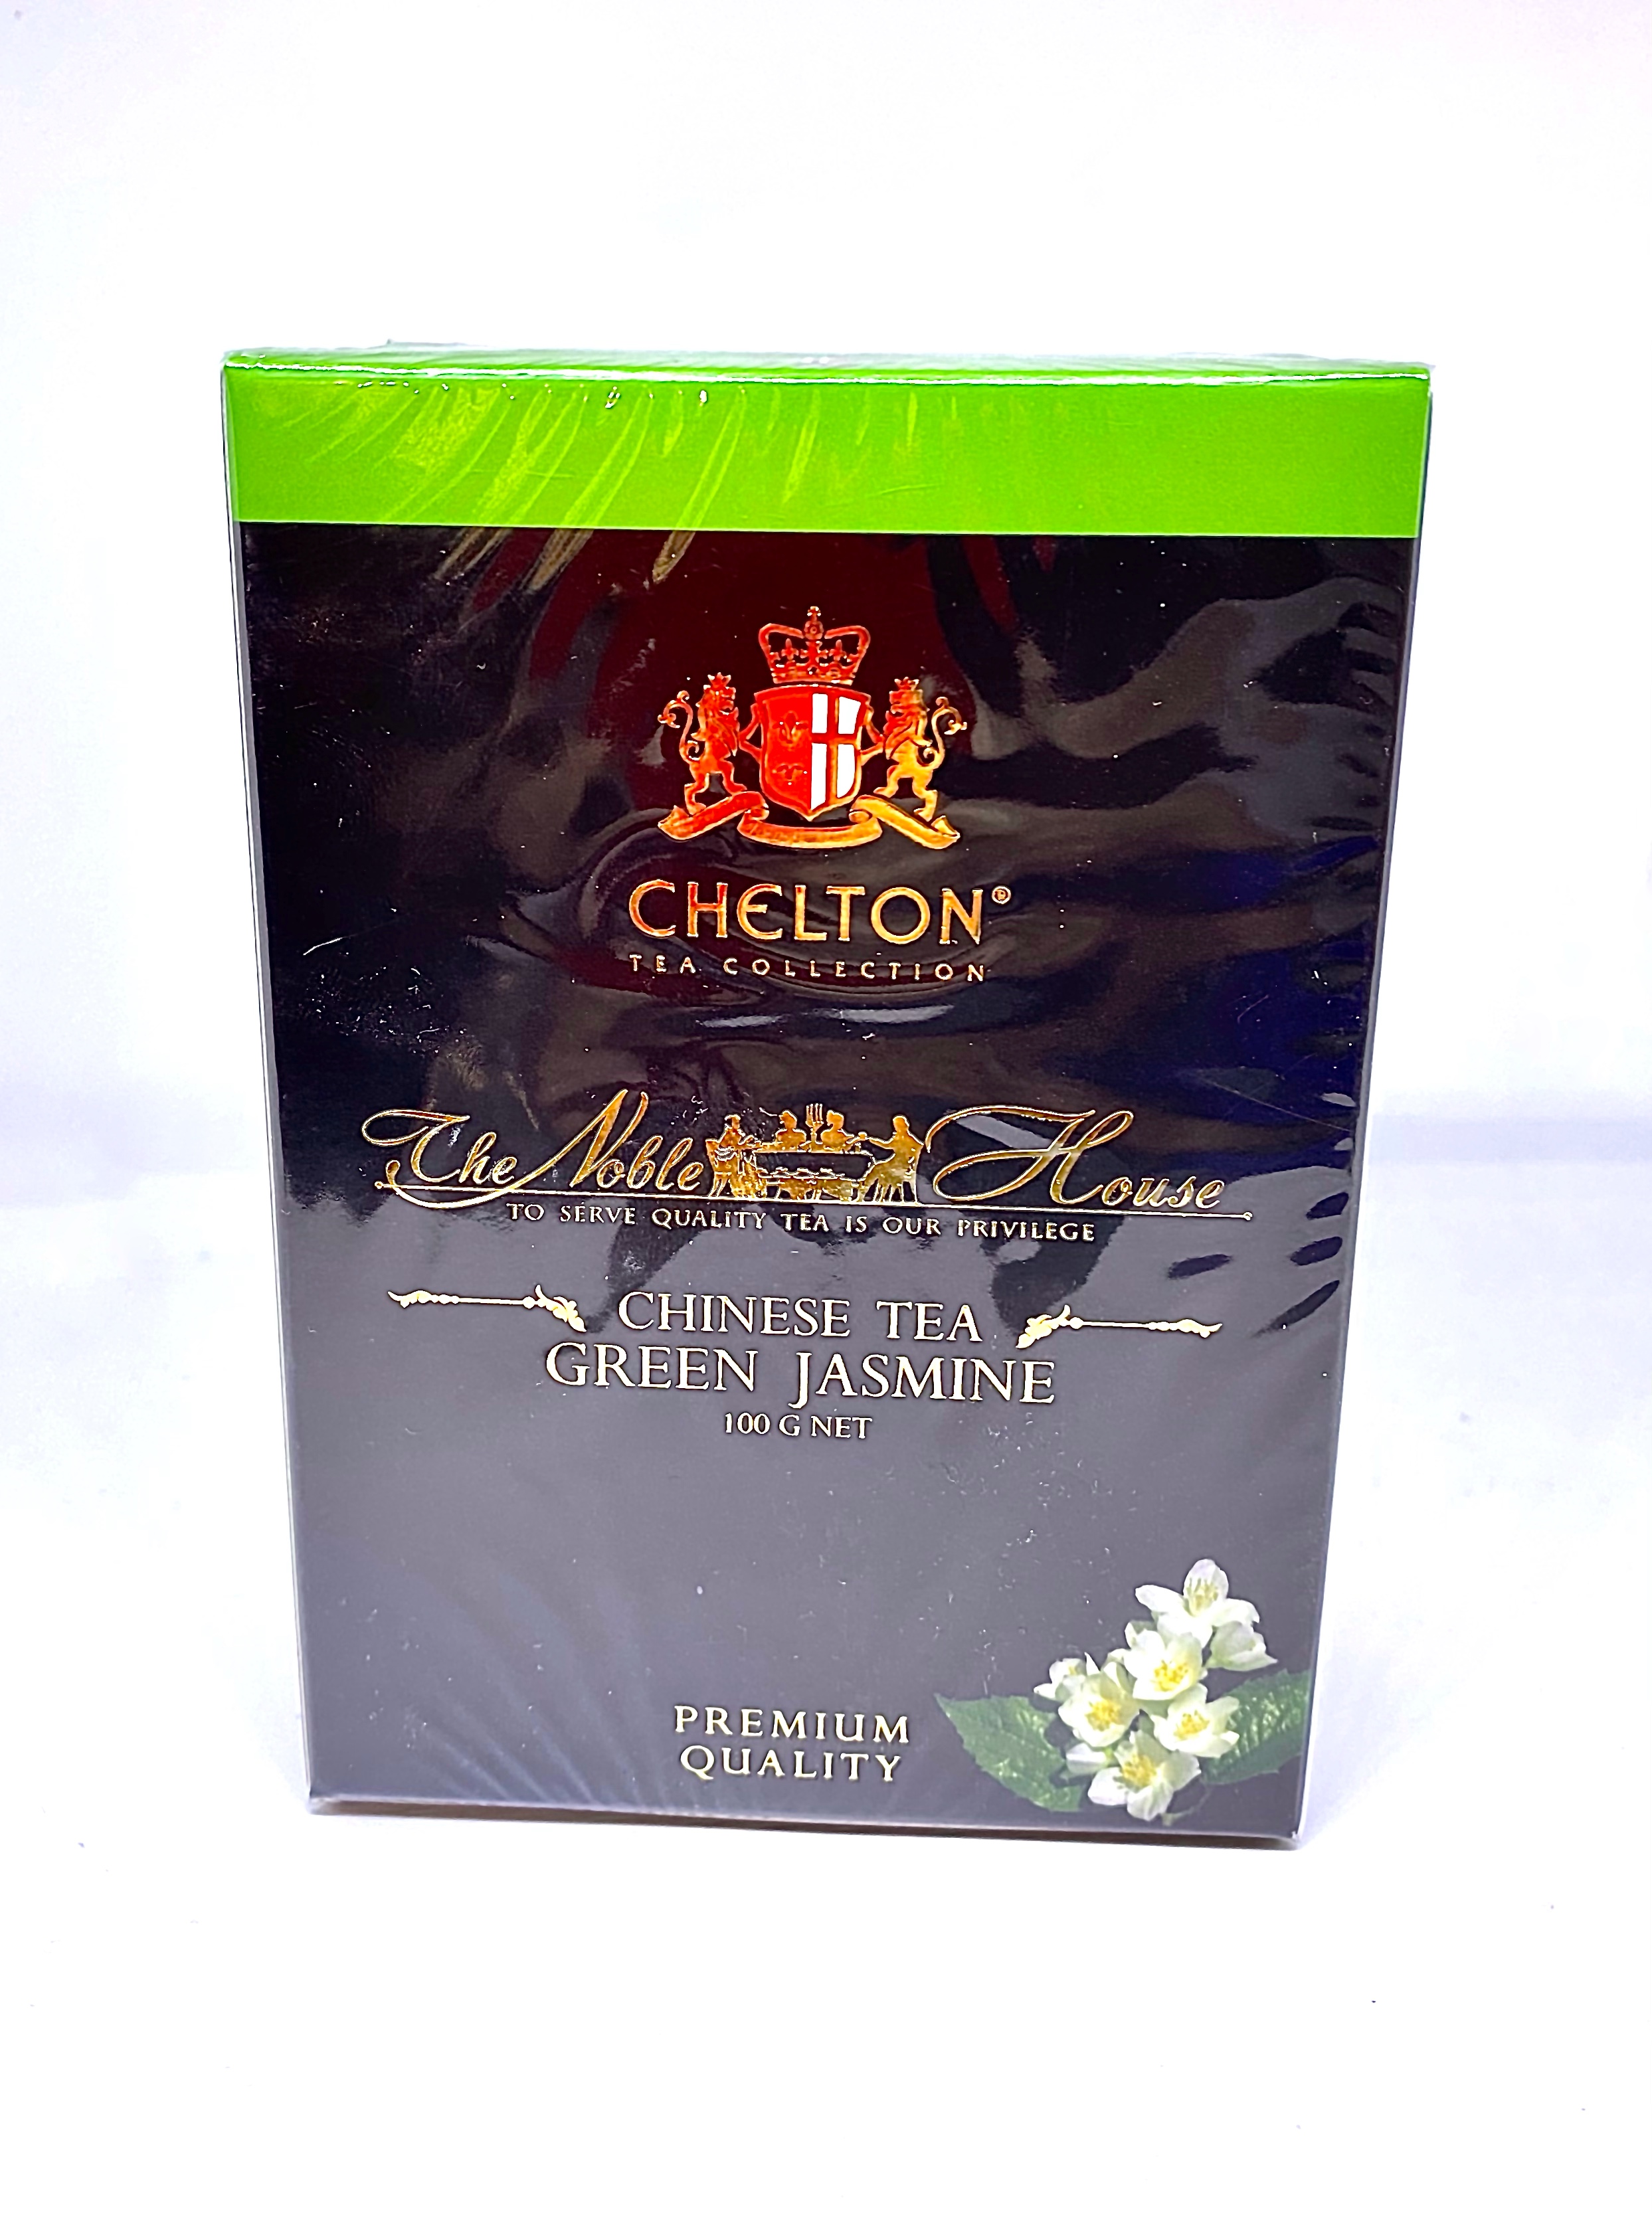 CHELTON®
TEA COLLECTION
The Noble House
TO SERVE QUALITY TEA IS OUR PRIVILEGE
CHINESE TEA
GREEN JASMINE
100 G NET
PREMIUM
QUALITY